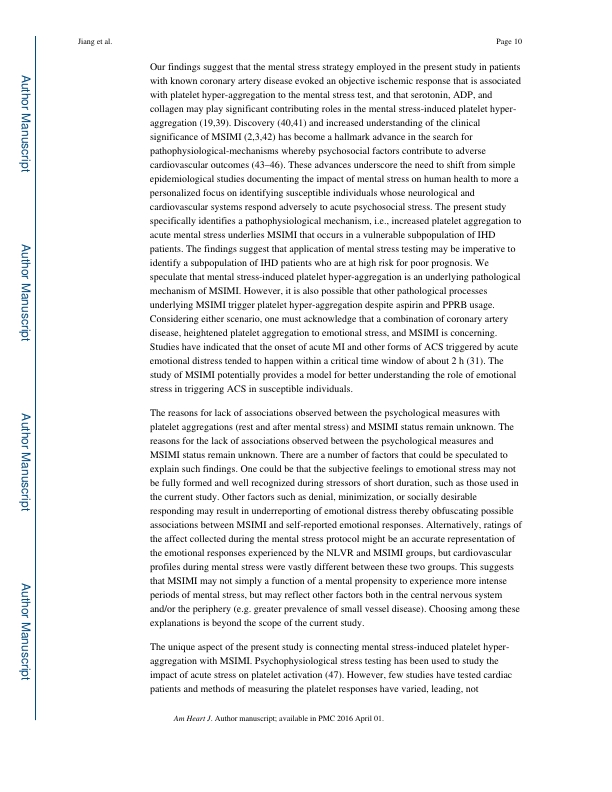 Jiang et al.
Page 10
Our findings suggest that the mental stress strategy employed in the present study in patients
with known coronary artery disease evoked an objective ischemic response that is associated
with platelet hyper-aggregation to the mental stress test, and that serotonin, ADP, and
collagen may play significant contributing roles in the mental stress-induced platelet hyper-
aggregation (19,39). Discovery (40,41) and increased understanding of the clinical
significance of MSIMI (2,3,42) has become a hallmark advance in the search for
pathophysiological-mechanisms whereby psychosocial factors contribute to adverse
cardiovascular outcomes (43–46). These advances underscore the need to shift from simple
epidemiological studies documenting the impact of mental stress on human health to more a
personalized focus on identifying susceptible individuals whose neurological and
cardiovascular systems respond adversely to acute psychosocial stress. The present study
specifically identifies a pathophysiological mechanism, i.e., increased platelet aggregation to
acute mental stress underlies MSIMI that occurs in a vulnerable subpopulation of IHD
patients. The findings suggest that application of mental stress testing may be imperative to
identify a subpopulation of IHD patients who are at high risk for poor prognosis. We
speculate that mental stress-induced platelet hyper-aggregation is an underlying pathological
mechanism of MSIMI. However, it is also possible that other pathological processes
underlying MSIMI trigger platelet hyper-aggregation despite aspirin and PPRB usage.
Considering either scenario, one must acknowledge that a combination of coronary artery
disease, heightened platelet aggregation to emotional stress, and MSIMI is concerning.
Studies have indicated that the onset of acute MI and other forms of ACS triggered by acute
emotional distress tended to happen within a critical time window of about 2 h (31). The
study of MSIMI potentially provides a model for better understanding the role of emotional
stress in triggering ACS in susceptible individuals.
The reasons for lack of associations observed between the psychological measures with
platelet aggregations (rest and after mental stress) and MSIMI status remain unknown. The
reasons for the lack of associations observed between the psychological measures and
MSIMI status remain unknown. There are a number of factors that could be speculated to
explain such findings. One could be that the subjective feelings to emotional stress may not
be fully formed and well recognized during stressors of short duration, such as those used in
the current study. Other factors such as denial, minimization, or socially desirable
responding may result in underreporting of emotional distress thereby obfuscating possible
associations between MSIMI and self-reported emotional responses. Alternatively, ratings of
the affect collected during the mental stress protocol might be an accurate representation of
the emotional responses experienced by the NLVR and MSIMI groups, but cardiovascular
profiles during mental stress were vastly different between these two groups. This suggests
that MSIMI may not simply a function of a mental propensity to experience more intense
periods of mental stress, but may reflect other factors both in the central nervous system
and/or the periphery (e.g. greater prevalence of small vessel disease). Choosing among these
explanations is beyond the scope of the current study.
The unique aspect of the present study is connecting mental stress-induced platelet hyper-
aggregation with MSIMI. Psychophysiological stress testing has been used to study the
impact of acute stress on platelet activation (47). However, few studies have tested cardiac
patients and methods of measuring the platelet responses have varied, leading, not
Am Heart J. Author manuscript; available in PMC 2016 April 01.
Author Manuscript
Author Manuscript
Author Manuscript
Author Manuscript